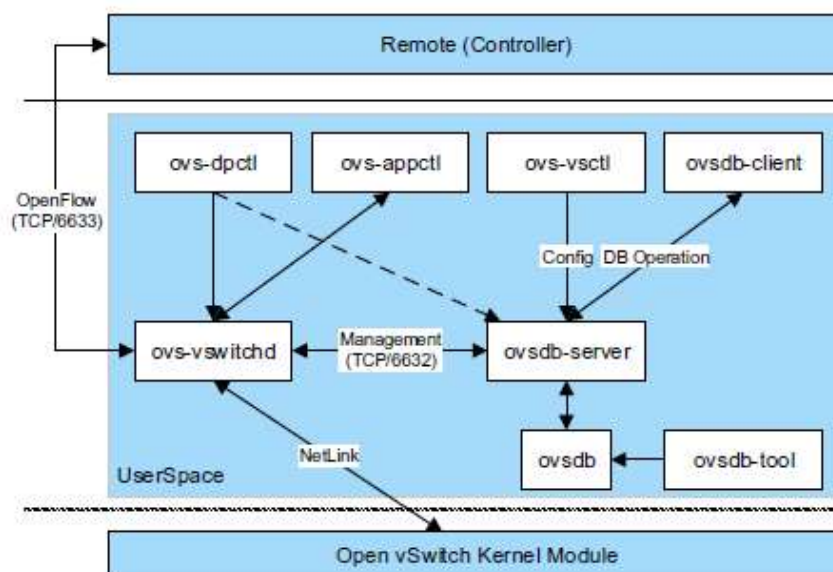 Remote (Controller)
ovs-dpctl
ovs-appctl
ovs-vsctl
ovsdb-client
OpenFlow
(TCP/6633)
Config
DB Operation
ovs-vswitchd
Management
(TCP/6632)
ovsdb-server
NetLink
ovsdb
ovsdb-tool
UserSpace
Open vSwitch Kernel Module